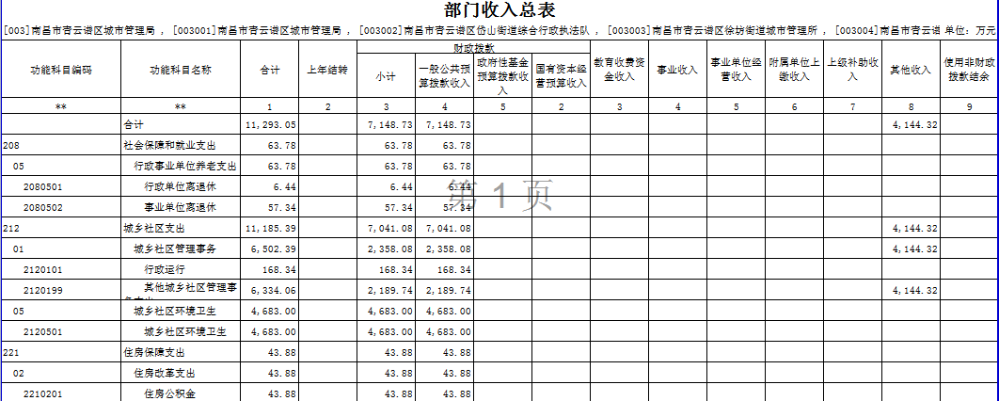 部门收入总表
[003]南昌市青云谱区城市管理局 , [003001]南昌市青云谱区城市管理局 , [003002]南昌市青云谱区岱山街道综合行政执法队 , [003003]南昌市青云谱区徐坊街道城市管理所 , [003004]南昌市青云谱 单位: 万元
功能科目编码 功能科目名称 合计 上年结转 财政拨款 教育收费资金收入 事业收入 事业单位经营收入 附属单位上缴收入 上级补助收入 其他收入 使用非财政拨款结余
小计 一般公共预算拨款收入 政府性基金预算拨款收入 国有资本经营预算收入
** ** 1 2 3 4 5 2 3 4 5 6 7 8 9
合计 11,293.05 7,148.73 7,148.73 4,144.32
208 社会保障和就业支出 63.78 63.78 63.78
05 行政事业单位养老支出 63.78 63.78 63.78
2080501 行政单位离退休 6.44 6.44 6.44
2080502 事业单位离退休 57.34 57.34 57.34
第 1 页
212 城乡社区支出 11,185.39 7,041.08 7,041.08 4,144.32
01 城乡社区管理事务 6,502.39 2,358.08 2,358.08 4,144.32
2120101 行政运行 168.34 168.34 168.34
2120199 其他城乡社区管理事 6,334.06 2,189.74 2,189.74 4,144.32
05 城乡社区环境卫生 4,683.00 4,683.00 4,683.00
2120501 城乡社区环境卫生 4,683.00 4,683.00 4,683.00
221 住房保障支出 43.88 43.88 43.88
02 住房改革支出 43.88 43.88 43.88
2210201 住房公积金 43.88 43.88 43.88